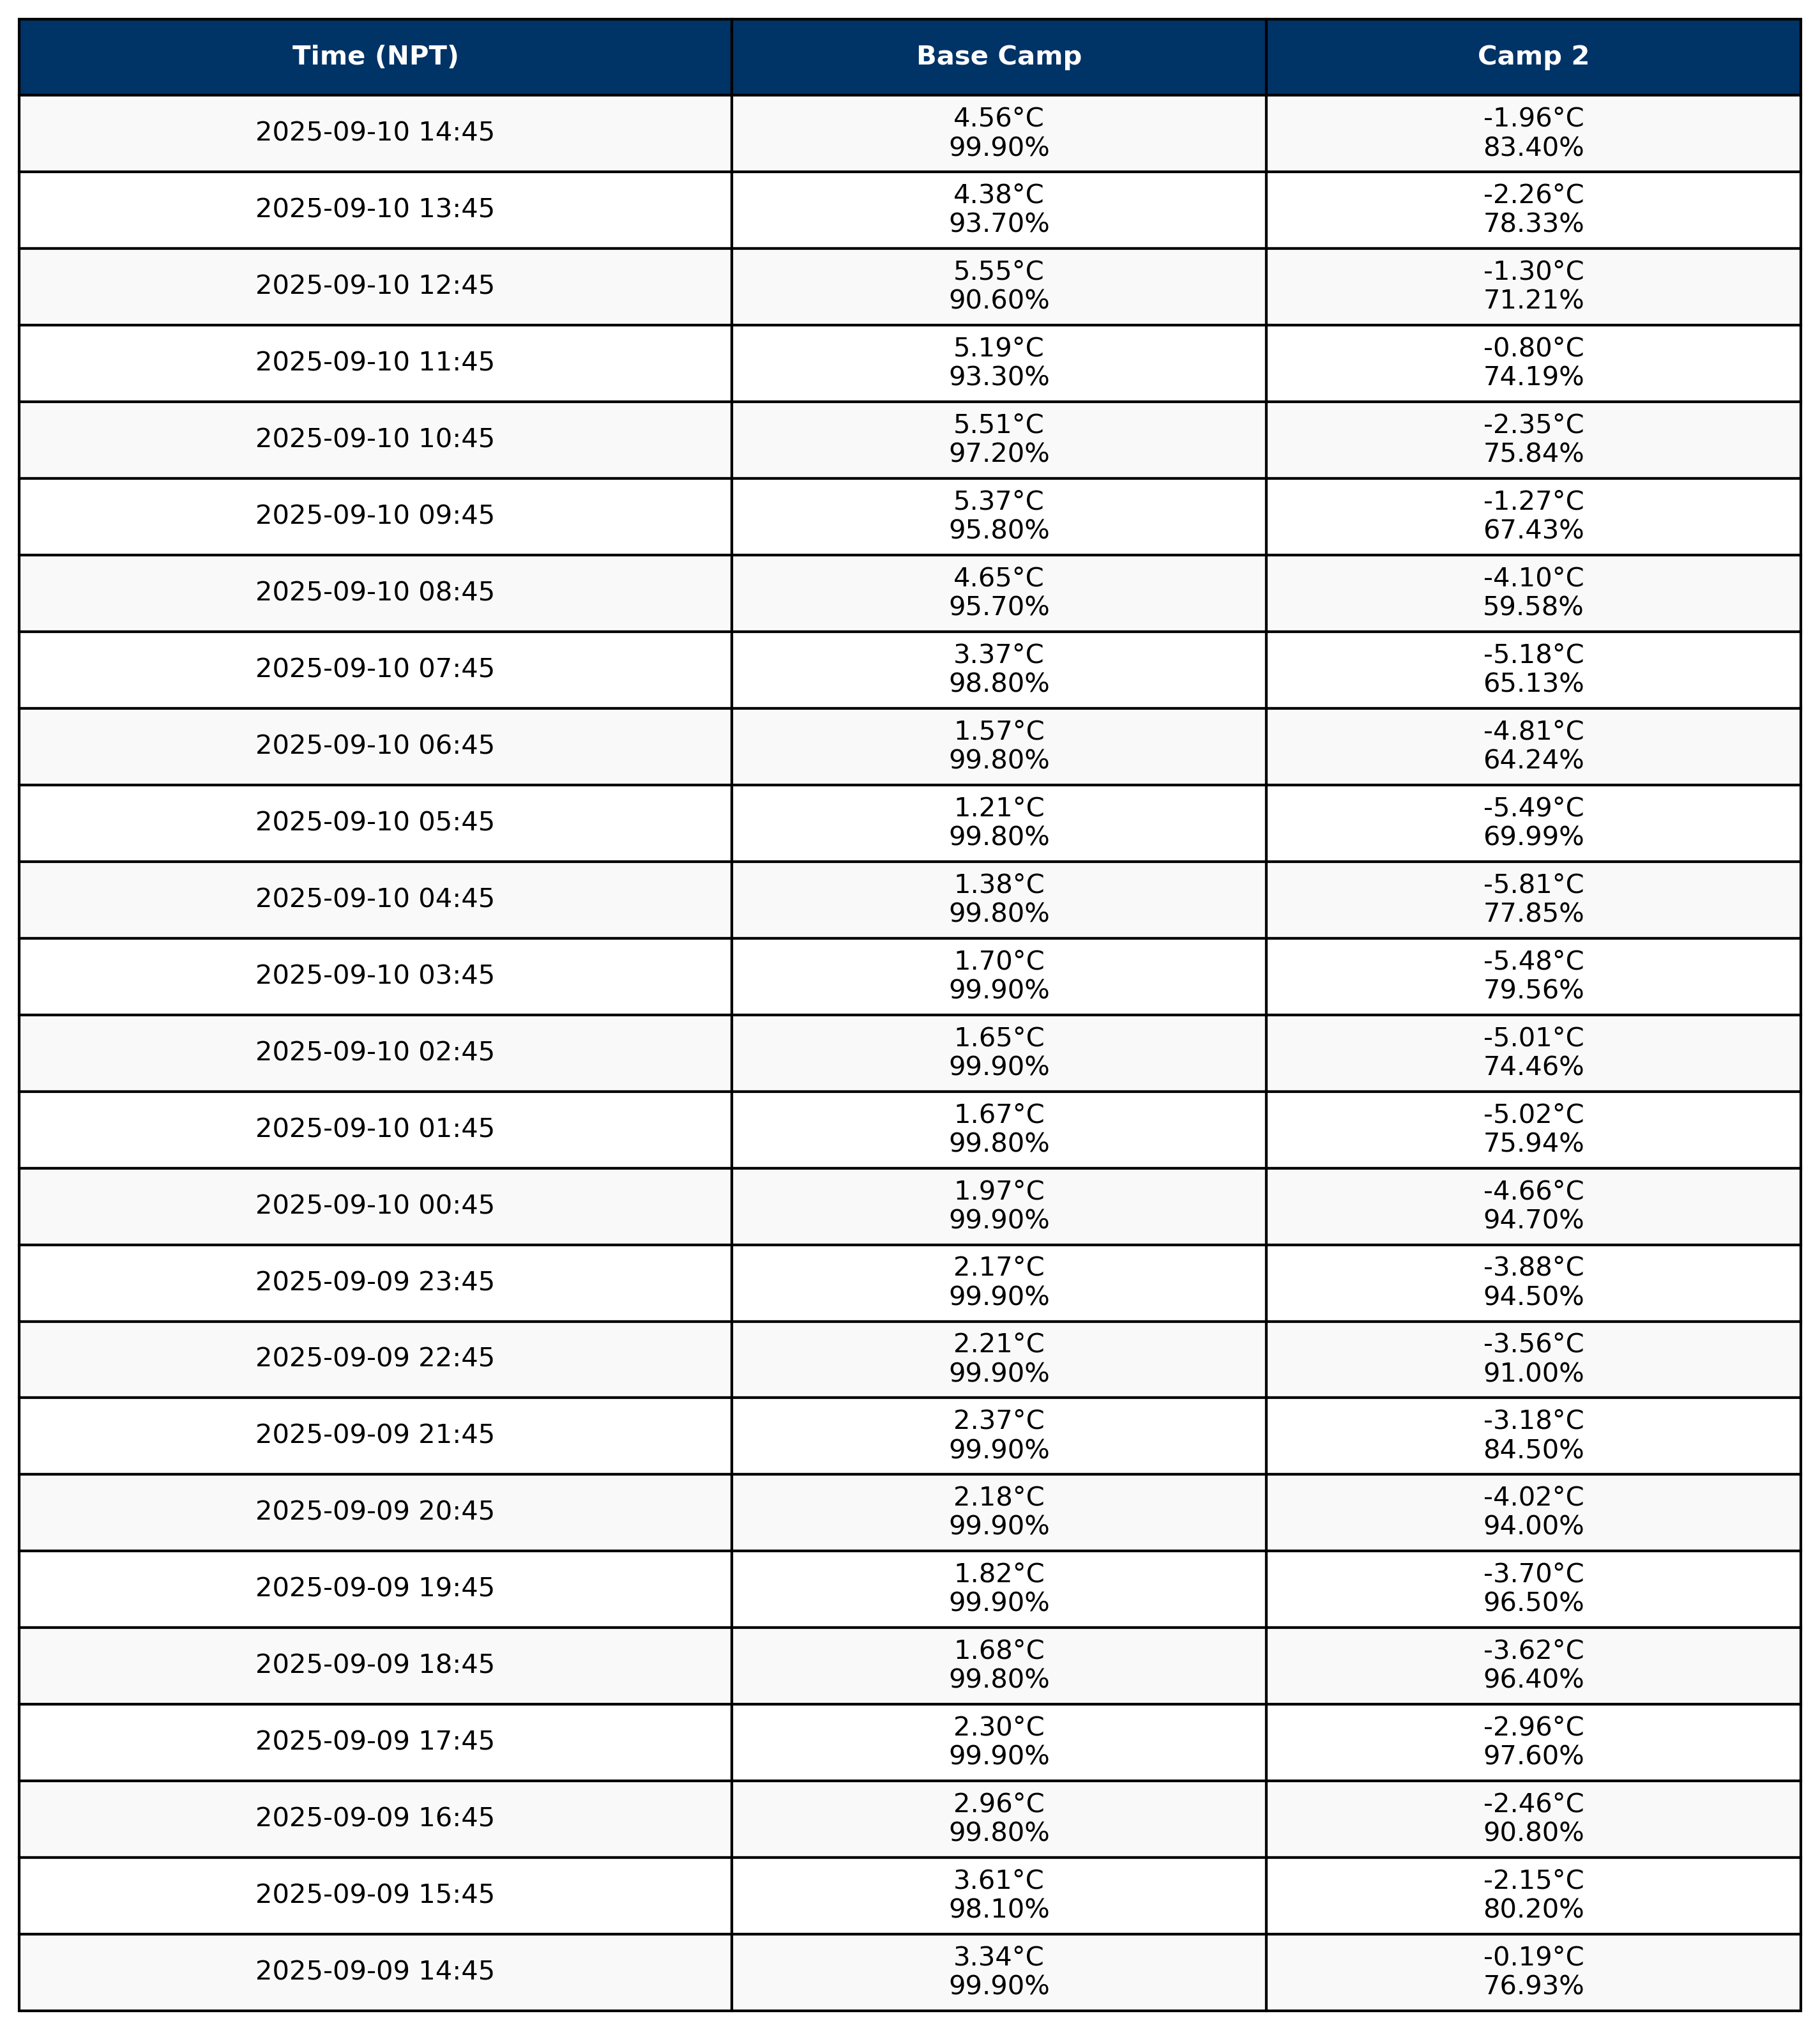 Time (NPT) Base Camp Camp 2
2025-09-10 14:45 4.56°C -1.96°C
99.90% 83.40%
2025-09-10 13:45 4.38°C -2.26°C
93.70% 78.33%
2025-09-10 12:45 5.55°C -1.30°C
90.60% 71.21%
2025-09-10 11:45 5.19°C -0.80°C
93.30% 74.19%
2025-09-10 10:45 5.51°C -2.35°C
97.20% 75.84%
2025-09-10 09:45 5.37°C -1.27°C
95.80% 67.43%
2025-09-10 08:45 4.65°C -4.10°C
95.70% 59.58%
2025-09-10 07:45 3.37°C -5.18°C
98.80% 65.13%
2025-09-10 06:45 1.57°C -4.81°C
99.80% 64.24%
2025-09-10 05:45 1.21°C -5.49°C
99.80% 69.99%
2025-09-10 04:45 1.38°C -5.81°C
99.80% 77.85%
2025-09-10 03:45 1.70°C -5.48°C
99.90% 79.56%
2025-09-10 02:45 1.65°C -5.01°C
99.90% 74.46%
2025-09-10 01:45 1.67°C -5.02°C
99.80% 75.94%
2025-09-10 00:45 1.97°C -4.66°C
99.90% 94.70%
2025-09-09 23:45 2.17°C -3.88°C
99.90% 94.50%
2025-09-09 22:45 2.21°C -3.56°C
99.90% 91.00%
2025-09-09 21:45 2.37°C -3.18°C
99.90% 84.50%
2025-09-09 20:45 2.18°C -4.02°C
99.90% 94.00%
2025-09-09 19:45 1.82°C -3.70°C
99.90% 96.50%
2025-09-09 18:45 1.68°C -3.62°C
99.80% 96.40%
2025-09-09 17:45 2.30°C -2.96°C
99.90% 97.60%
2025-09-09 16:45 2.96°C -2.46°C
99.80% 90.80%
2025-09-09 15:45 3.61°C -2.15°C
98.10% 80.20%
2025-09-09 14:45 3.34°C -0.19°C
99.90% 76.93%